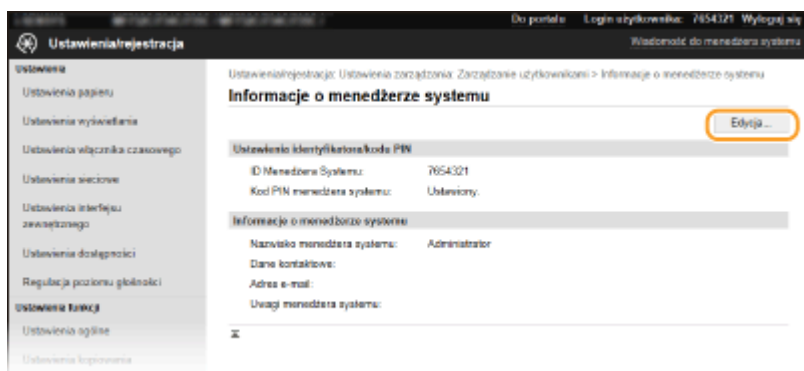 Do portalu Login użytkownika: 7654321 Wyloguj się
Ustawienia/rejestracja
Wiadomość do menedżera systemu
Ustawienia
Ustawienia papieru
Ustawienia wyświetlania
Ustawienia włącznika czasowego
Ustawienia sieciowe
Ustawienia interfejsu
zewnętrznego
Ustawienia dostępności
Regulacja poziomu głośności
Ustawienia funkcji
Ustawienia ogólne
Ustawienia kopiowania
Ustawienia/rejestracja: Ustawienia zarządzania: Zarządzanie użytkownikami > Informacje o menedżerze systemu
Informacje o menedżerze systemu
Edycja...
Ustawienie identyfikatora/kodu PIN
ID Menedżera Systemu: 7654321
Kod PIN menedżera systemu: Ustawiony.
Informacje o menedżerze systemu
Nazwisko menedżera systemu: Administrator
Dane kontaktowe:
Adres e-mail:
Uwagi menedżera systemu: